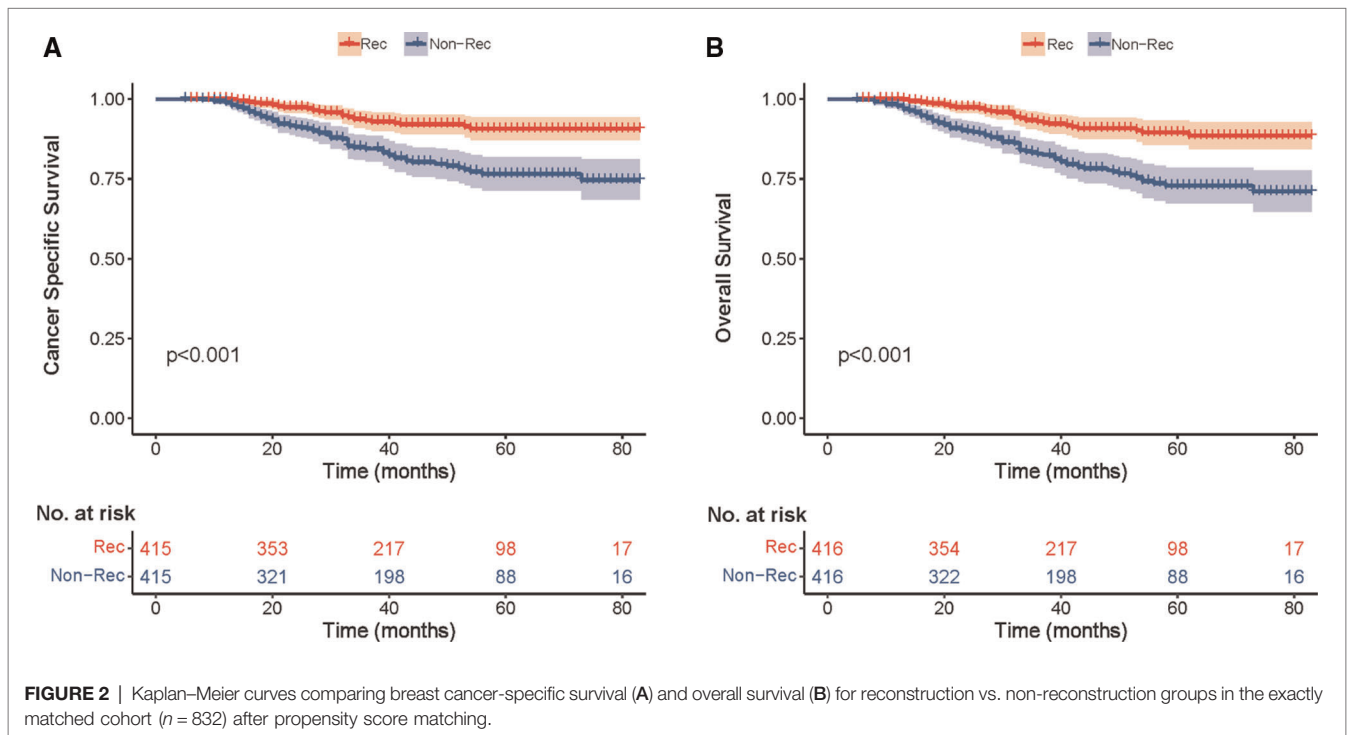 A
Rec Non-Rec
Cancer Specific Survival
1.00
0.75
0.50
0.25
0.00
p<0.001
0 20 40 60 80
Time (months)
No. at risk
Rec 415 353 217 98 17
Non-Rec 415 321 198 88 16
0 20 40 60 80
Time (months)
B
Rec Non-Rec
Overall Survival
1.00
0.75
0.50
0.25
0.00
p<0.001
0 20 40 60 80
Time (months)
No. at risk
Rec 416 354 217 98 17
Non-Rec 416 322 198 88 16
0 20 40 60 80
Time (months)
FIGURE 2 | Kaplan–Meier curves comparing breast cancer-specific survival (A) and overall survival (B) for reconstruction vs. non-reconstruction groups in the exactly
matched cohort (n = 832) after propensity score matching.